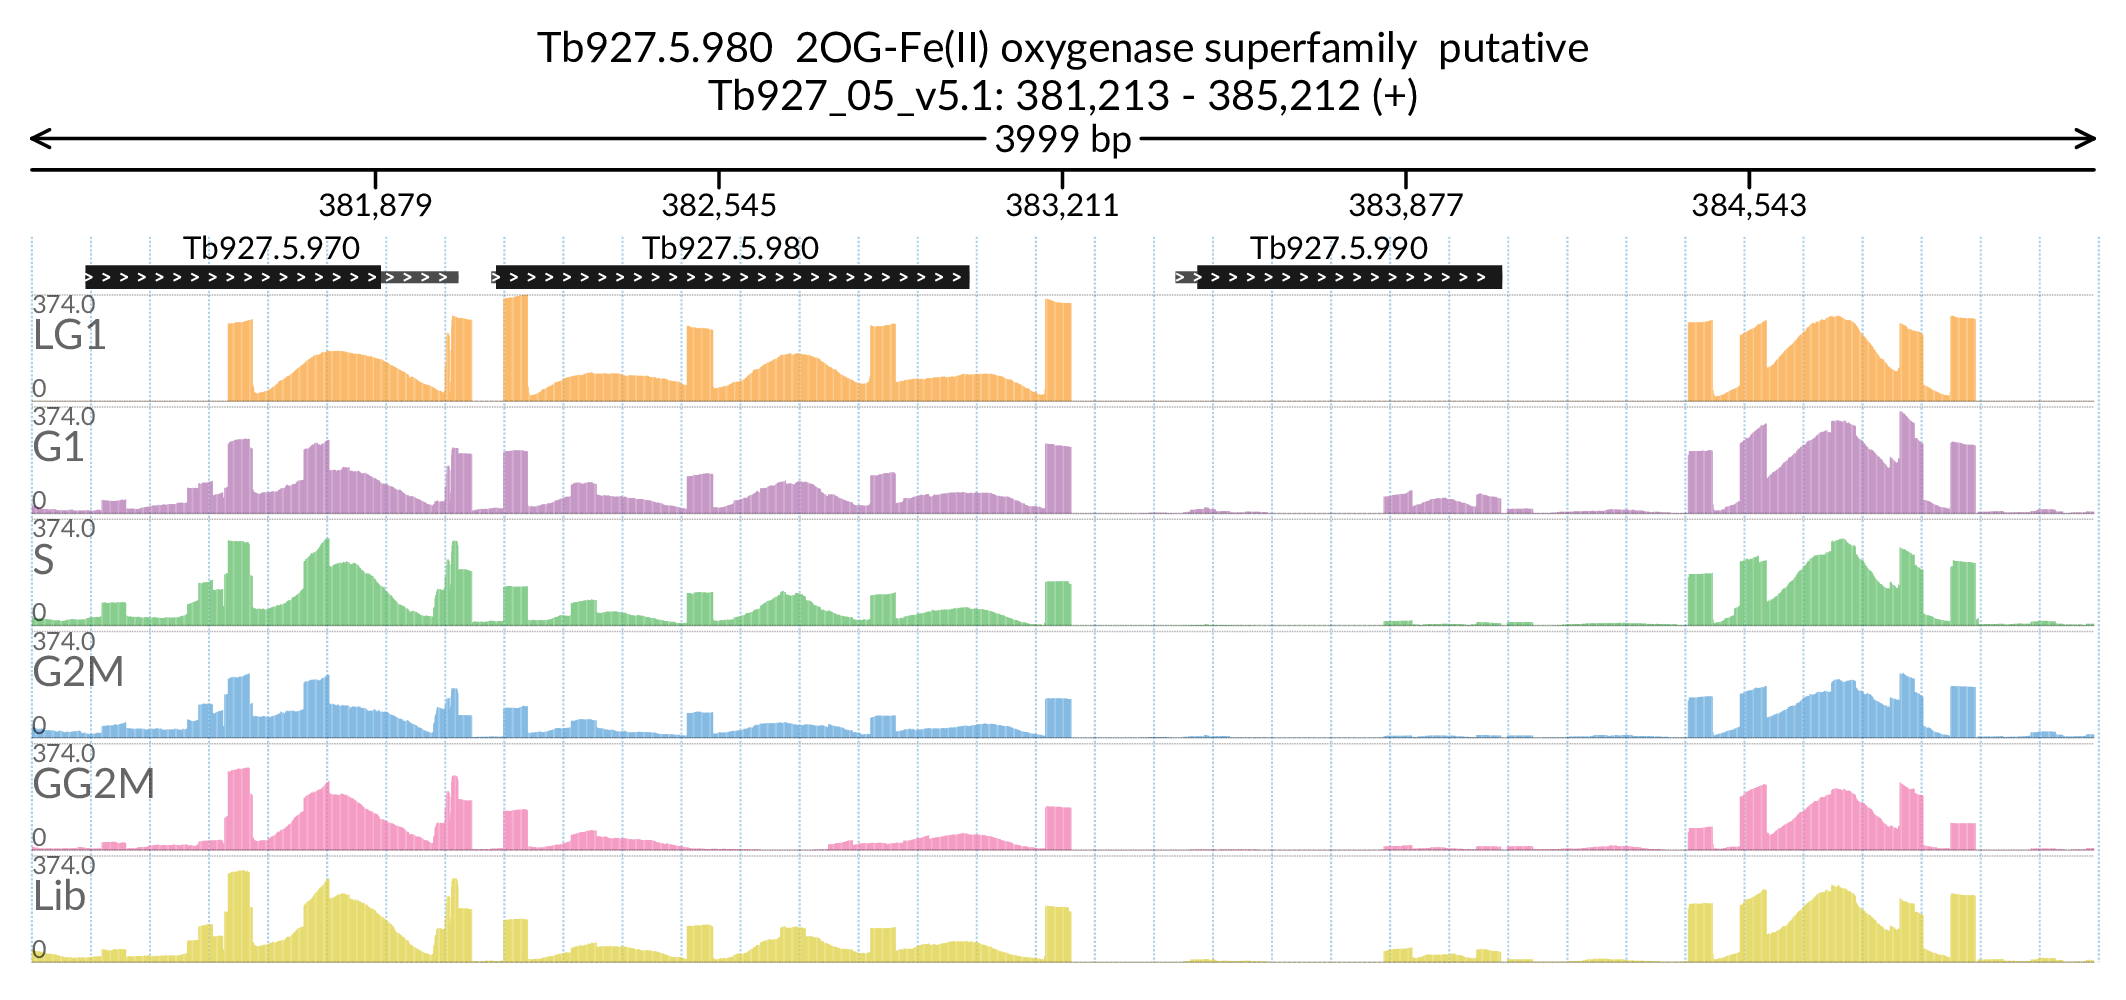 Tb927.5.980  2OG-Fe(II) oxygenase superfamily  putative
Tb927_05_v5.1: 381,213 - 385,212 (+)
3999 bp
381,879 382,545 383,211 383,877 384,543
Tb927.5.970 Tb927.5.980 Tb927.5.990
374.0
LG1
0
374.0
G1
0
374.0
S
0
374.0
G2M
0
374.0
GG2M
0
374.0
Lib
0